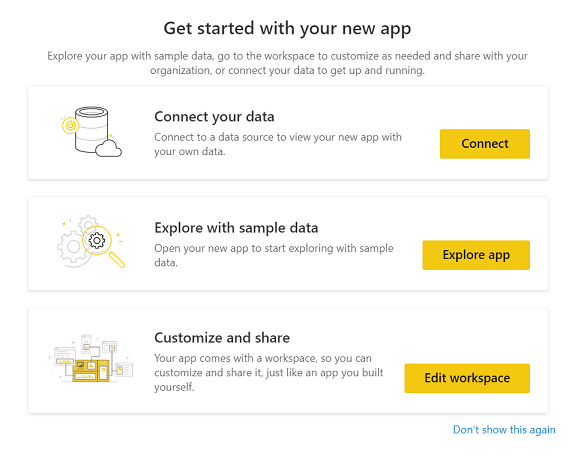 Get started with your new app
Explore your app with sample data, go to the workspace to customize as needed and share with your
organization, or connect your data to get up and running.
Connect your data
Connect to a data source to view your new app with
your own data.
Connect
Explore with sample data
Open your new app to start exploring with sample
data.
Explore app
Customize and share
Your app comes with a workspace, so you can
customize and share it, just like an app you built
yourself.
Edit workspace
Don't show this again